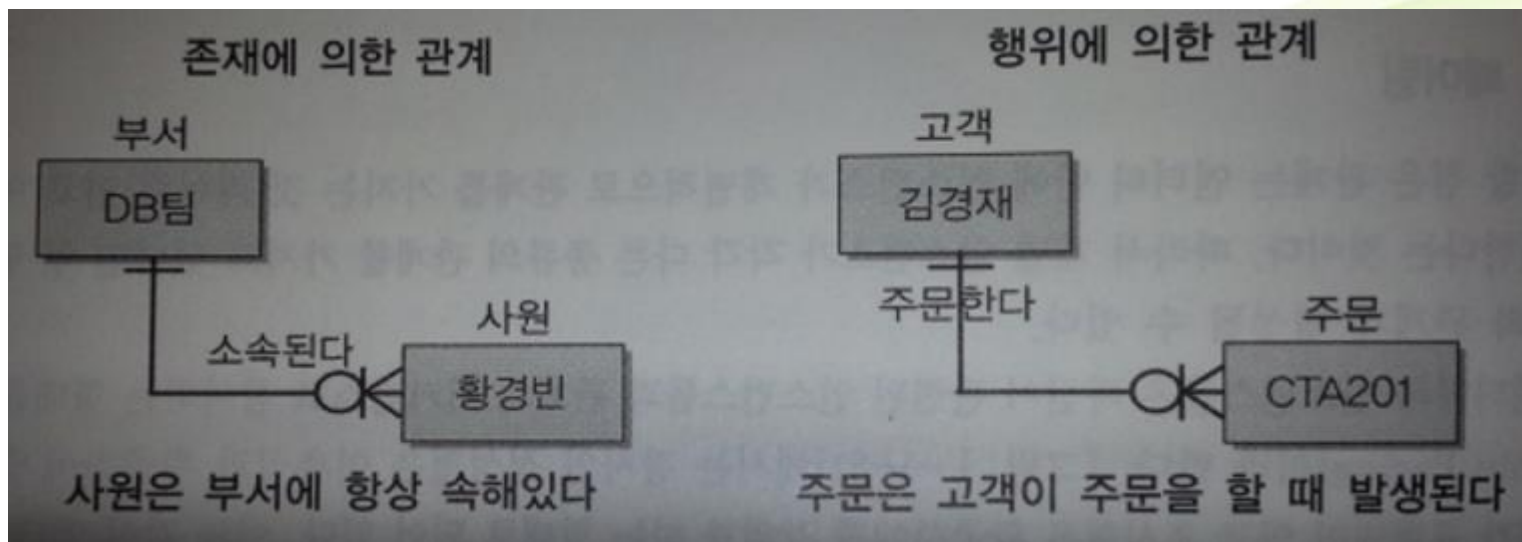 존재에 의한 관계
부서
DB팀
소속된다
사원
황경빈
사원은 부서에 항상 속해있다
행위에 의한 관계
고객
김경재
주문한다
주문
CTA201
주문은 고객이 주문을 할 때 발생된다